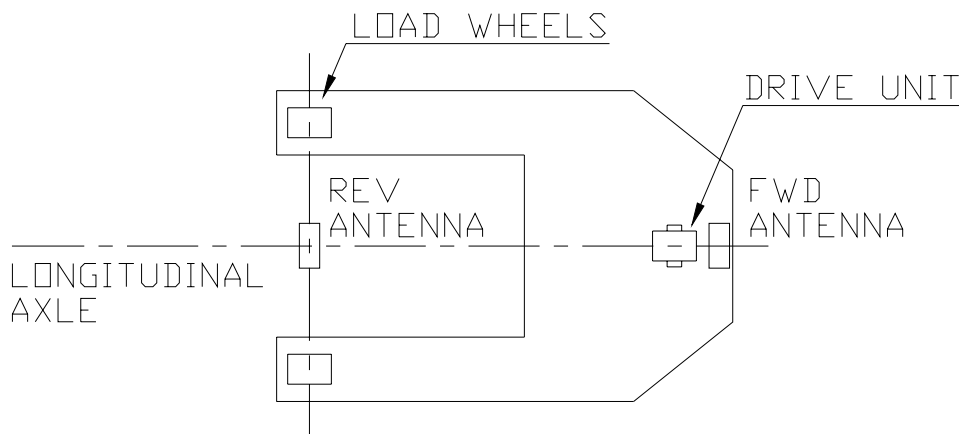 LOAD WHEELS
DRIVE UNIT
REV
ANTENNA
FWD
ANTENNA
LONGITUDINAL
AXLE